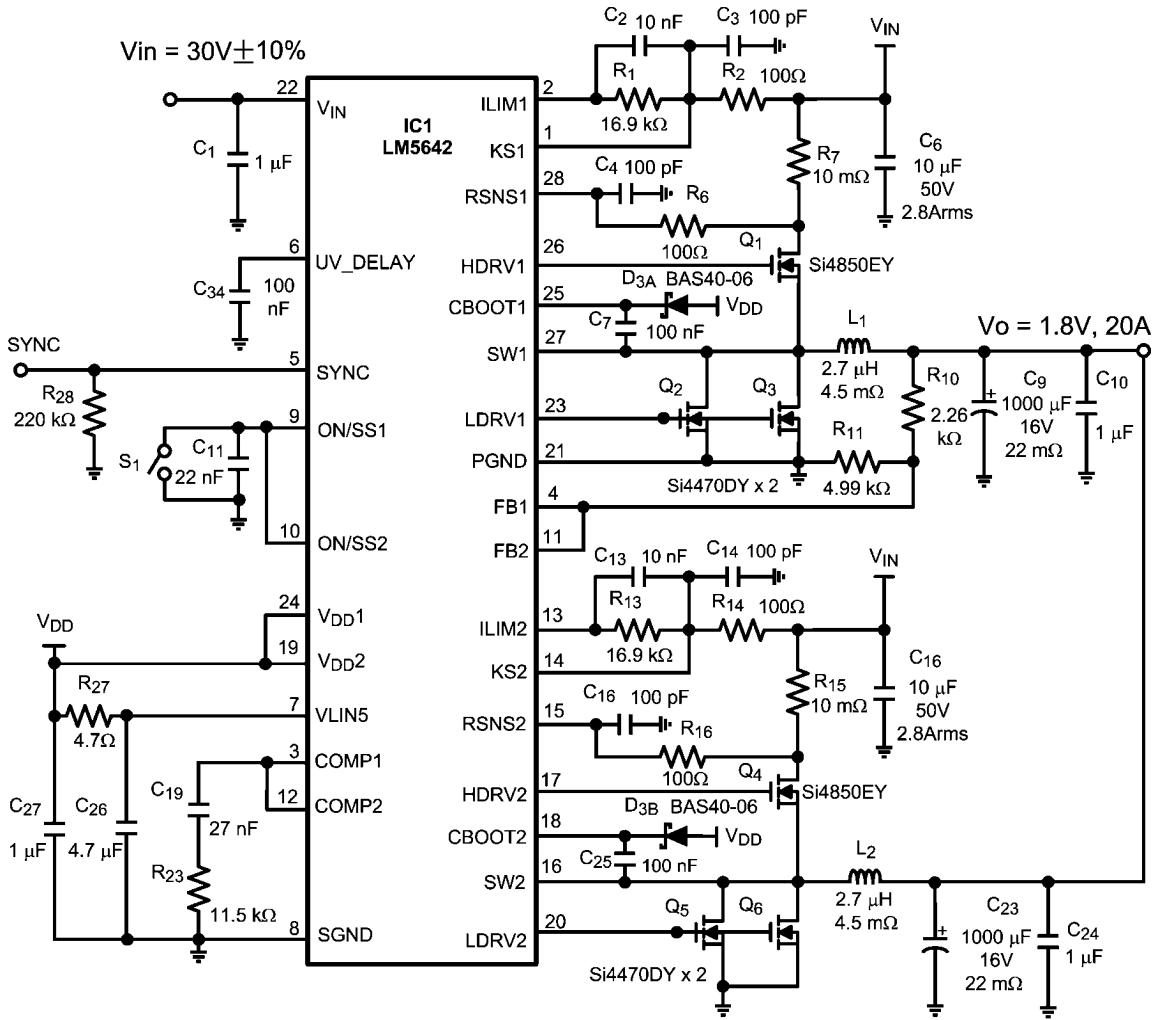 Vin = 30V±10%
22
V_IN
C1
1 μF
6
UV_DELAY
C34
100
nF
SYNC
5
SYNC
R28
220 kΩ
9
ON/SS1
S1
C11
22 nF
10
ON/SS2
24
VDD1
VDD
19
VDD2
R27
4.7Ω
7
VLIN5
3
COMP1
12
COMP2
C27
1 μF
C26
4.7 μF
C19
27 nF
R23
11.5 kΩ
8
SGND
IC1
LM5642
C2
10 nF
C3
100 pF
VIN
2
ILIM1
R1
16.9 kΩ
R2
100Ω
1
KS1
R7
10 mΩ
C6
10 μF
50V
2.8Arms
28
RSNS1
C4
100 pF
R6
100Ω
26
HDRV1
Q1
Si4850EY
25
CBOOT1
D3A
BAS40-06
VDD
C7
100 nF
27
SW1
L1
2.7 μH
4.5 mΩ
Vo = 1.8V, 20A
23
LDRV1
Q2
Q3
R10
2.26
kΩ
C9
1000 μF
16V
22 mΩ
C10
1 μF
21
PGND
Si4470DY x 2
R11
4.99 kΩ
4
FB1
11
FB2
C13
10 nF
C14
100 pF
VIN
13
ILIM2
R13
16.9 kΩ
R14
100Ω
14
KS2
R15
10 mΩ
C16
10 μF
50V
2.8Arms
15
RSNS2
C16
100 pF
R16
100Ω
17
HDRV2
Q4
Si4850EY
18
CBOOT2
D3B
BAS40-06
VDD
C25
100 nF
16
SW2
L2
2.7 μH
4.5 mΩ
20
LDRV2
Q5
Q6
Si4470DY x 2
C23
1000 μF
16V
22 mΩ
C24
1 μF